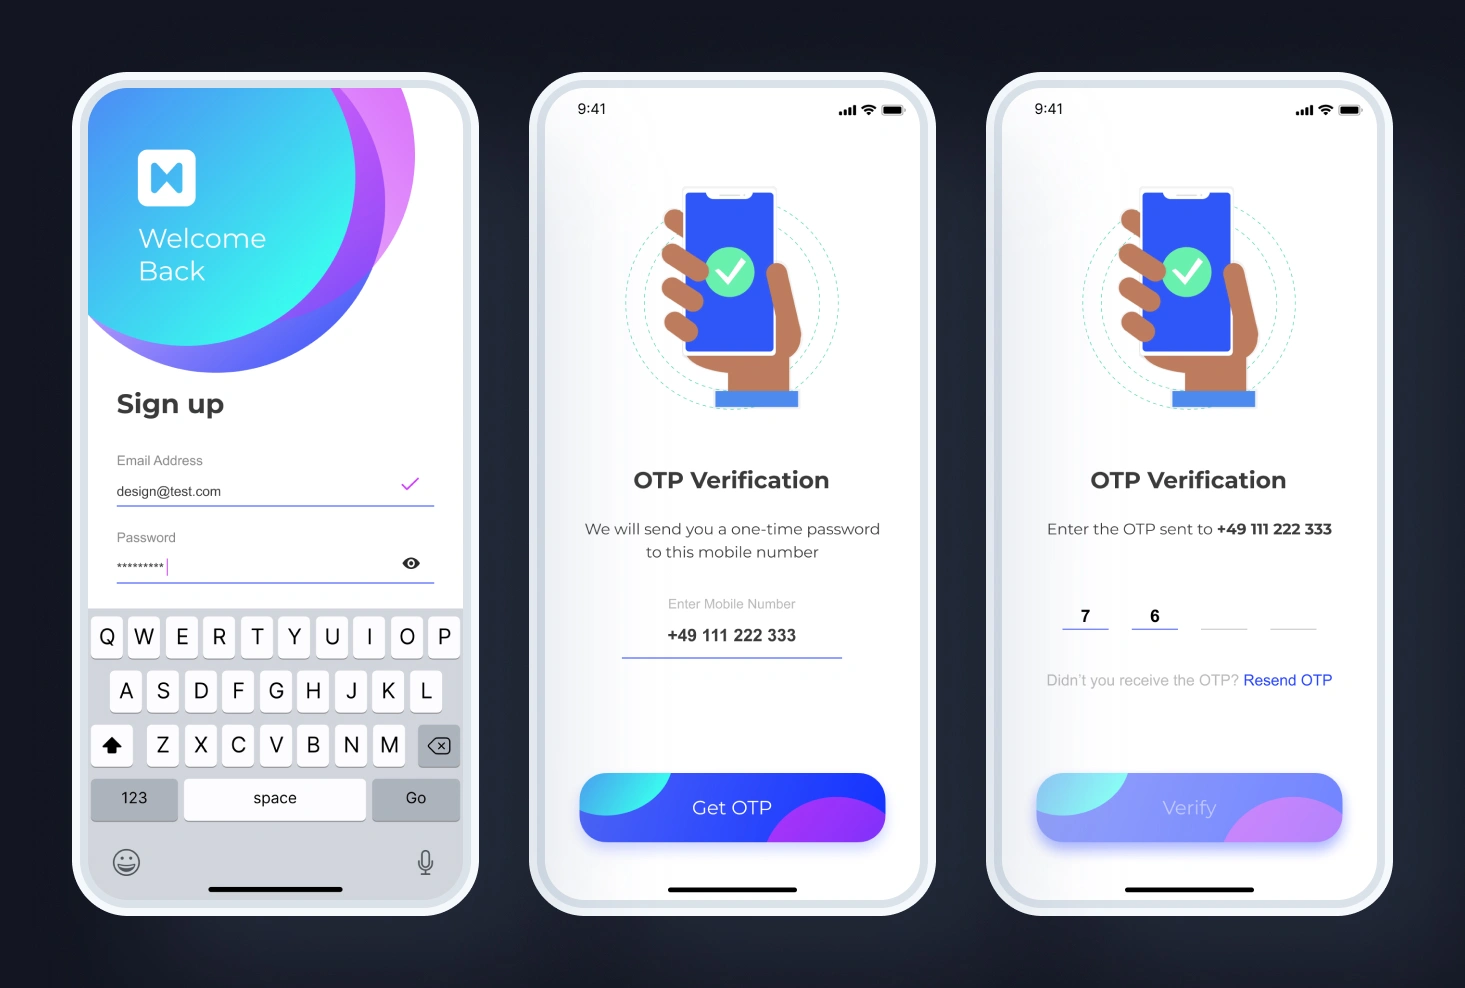 Welcome
Back
Sign up
Email Address
design@test.com
Password
*********
Q W E R T Y U I O P
A S D F G H J K L
Z X C V B N M
123 space Go
9:41
OTP Verification
We will send you a one-time password
to this mobile number
Enter Mobile Number
+49 111 222 333
Get OTP
9:41
OTP Verification
Enter the OTP sent to +49 111 222 333
7 6
Didn't you receive the OTP? Resend OTP
Verify